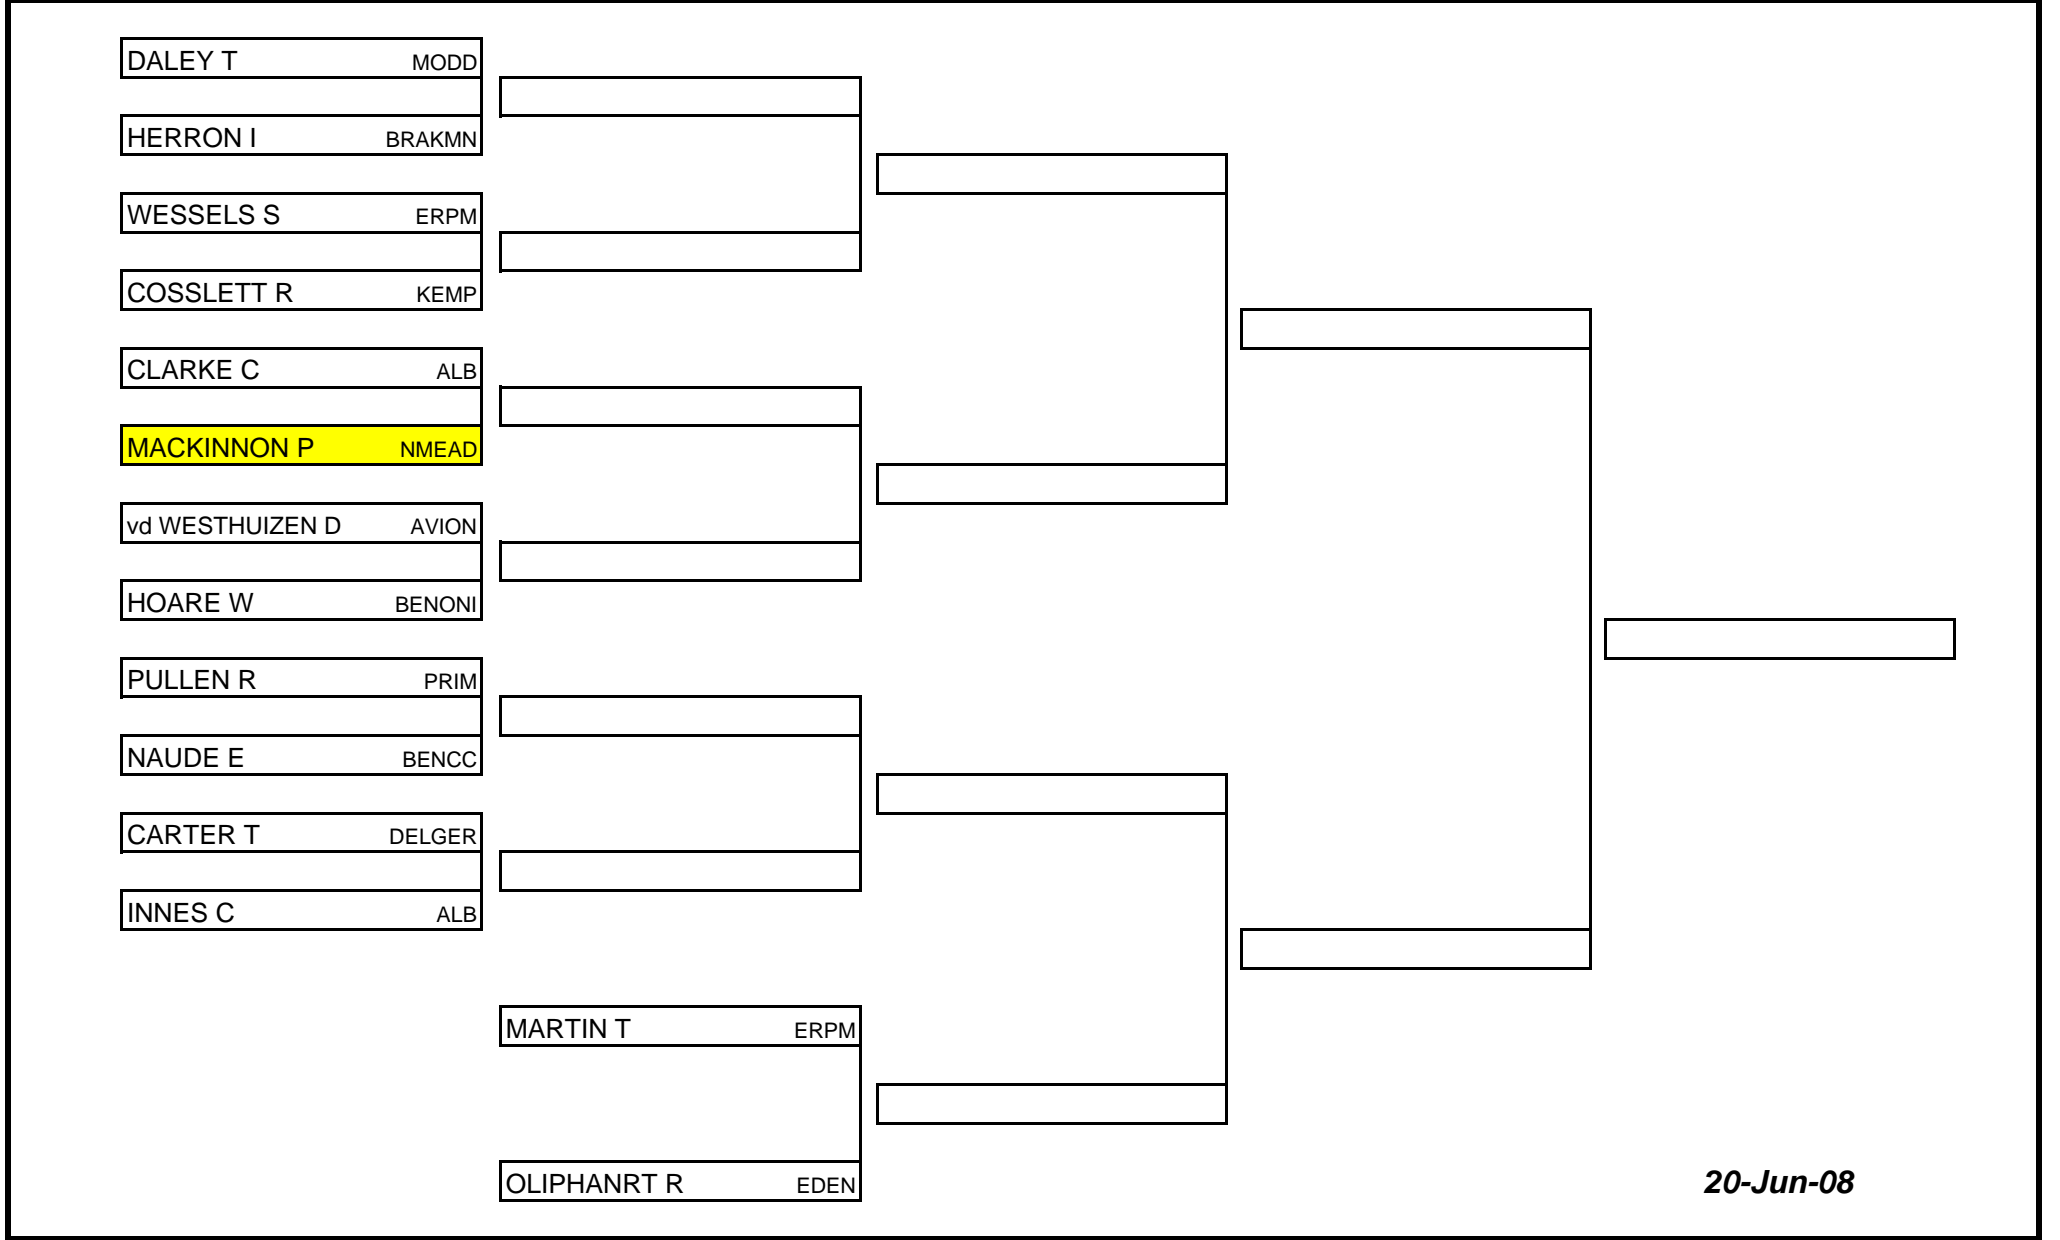 DALEY T MODD
HERRON I BRAKMN
WESSELS S ERPM
COSSLETT R KEMP
CLARKE C ALB
MACKINNON P NMEAD
vd WESTHUIZEN D AVION
HOARE W BENONI
PULLEN R PRIM
NAUDE E BENCC
CARTER T DELGER
INNES C ALB
MARTIN T ERPM
OLIPHANRT R EDEN
20-Jun-08